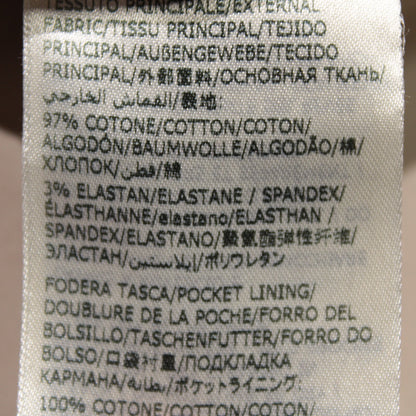 TESSUTO PRINCIPALE/EXTERNAL
FABRIC/TISSU PRINCIPAL/TEJIDO
PRINCIPAL/AUßENGEWEBE/TECIDO
PRINCIPAL/外部面料/ОСНОВНАЯ ТКАНЬ/
القماش الخارجي/表地:
97% COTONE/COTTON/COTON/
ALGODÓN/BAUMWOLLE/ALGODÃO/棉/
ХЛОПОК/قطن/綿
3% ELASTAN/ELASTANE / SPANDEX/
ÉLASTHANNE/elastano/ELASTHAN /
SPANDEX/ELASTANO/聚氨酯弹性纤维/
ЭЛАСТАН/إيلاستين/ポリウレタン
FODERA TASCA/POCKET LINING/
DOUBLURE DE LA POCHE/FORRO DEL
BOLSILLO/TASCHENFUTTER/FORRO DO
BOLSO/口袋衬量/ПОДКЛАДКА
КАРМАНА/بطانة/ポケットライニング:
100% COTONE/COTTON/COTON/